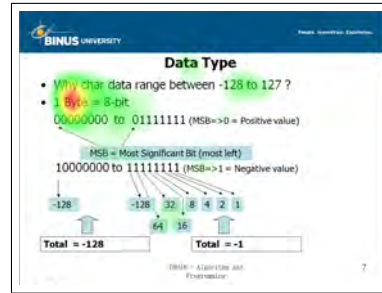 BINUS UNIVERSITY
People Innovation Excellence
Data Type
• Why char data range between -128 to 127 ?
• 1 Byte = 8-bit
00000000 to 01111111 (MSB=>0 = Positive value)
MSB = Most Significant Bit (most left)
10000000 to 11111111 (MSB=>1 = Negative value)
-128 -128 32 8 4 2 1
64 16
Total = -128 Total = -1
Algorithm and
Programming
7